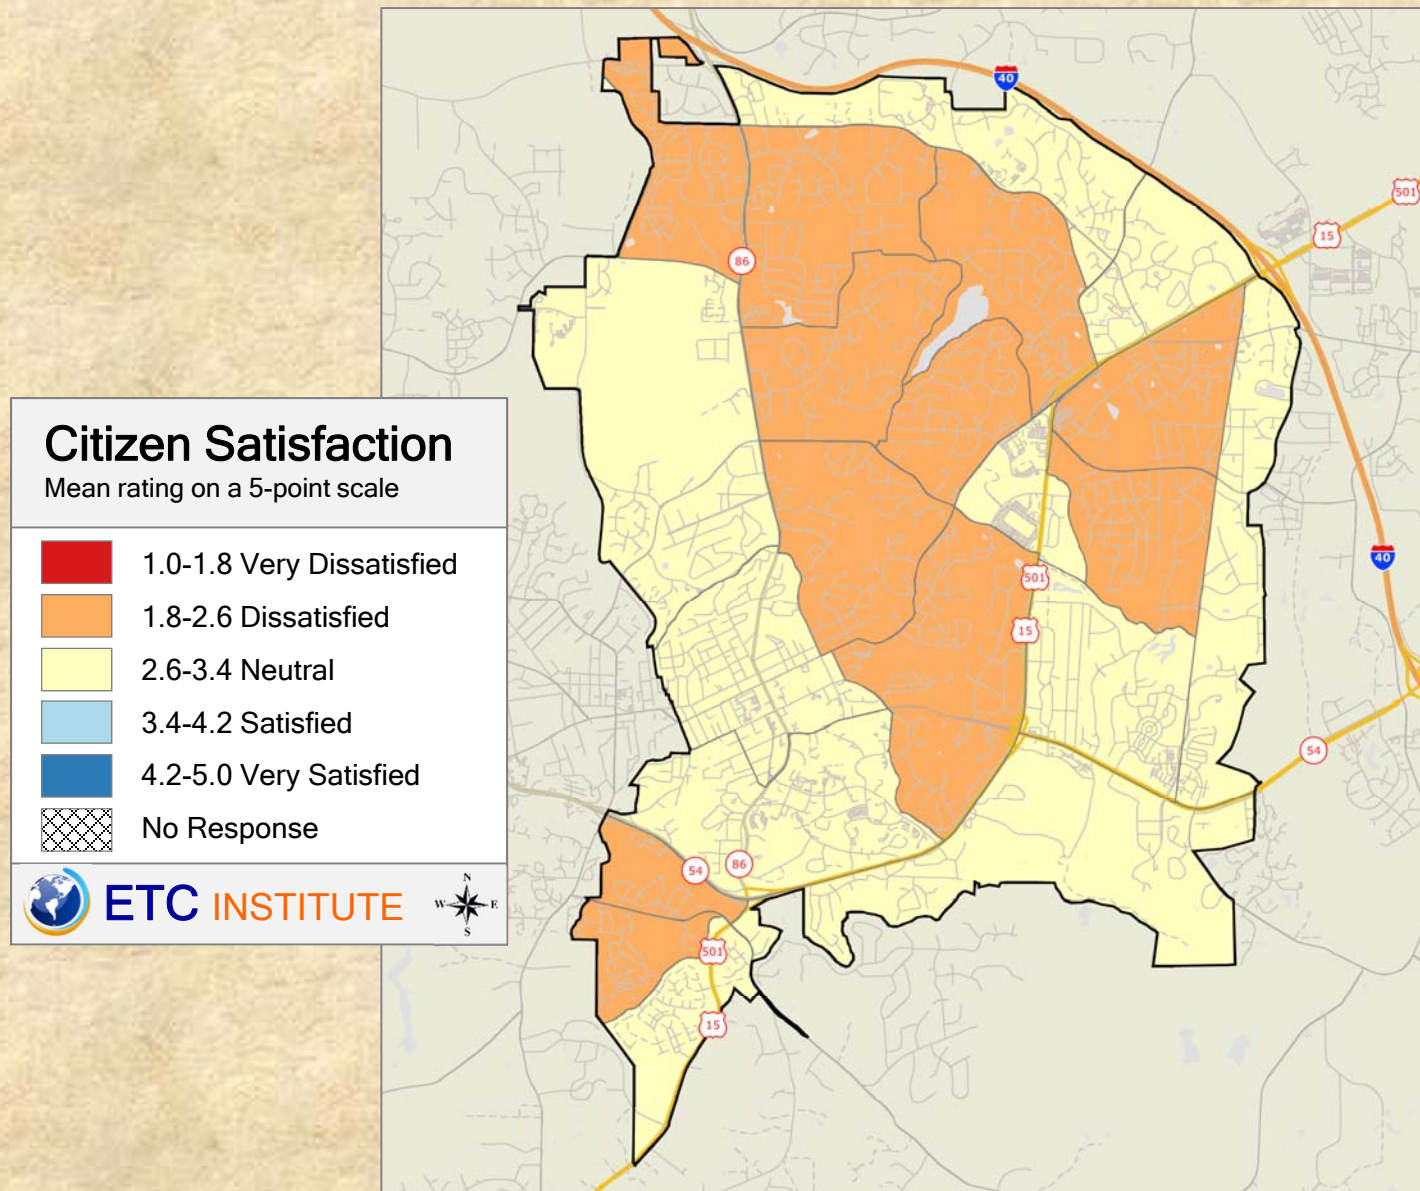 40
501
15
86
Citizen Satisfaction
Mean rating on a 5-point scale
1.0-1.8 Very Dissatisfied
1.8-2.6 Dissatisfied
2.6-3.4 Neutral
3.4-4.2 Satisfied
4.2-5.0 Very Satisfied
No Response
ETC INSTITUTE
N
W E
S
40
501
15
54
54
86
501
15